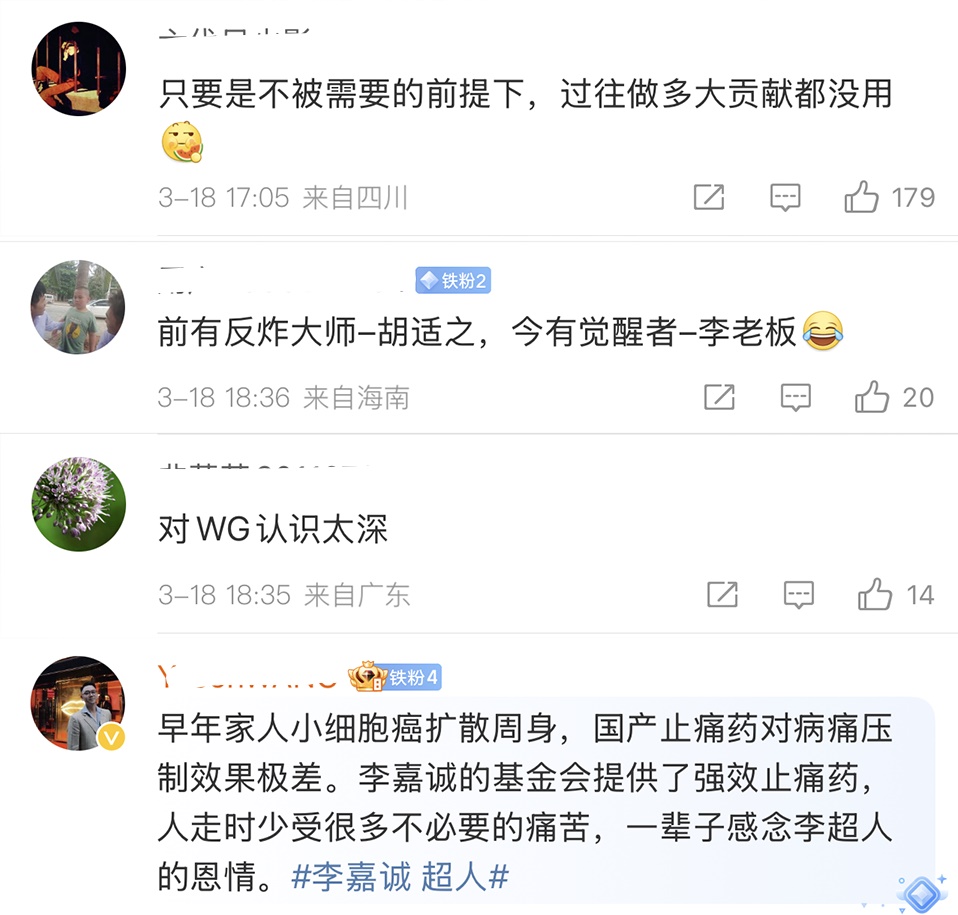 只要是不被需要的前提下，过往做多大贡献都没用
3-18 17:05 来自四川
179
铁粉2
前有反炸大师-胡适之，今有觉醒者-李老板
3-18 18:36 来自海南
20
对WG认识太深
3-18 18:35 来自广东
14
铁粉4
早年家人小细胞癌扩散周身，国产止痛药对病痛压
制效果极差。李嘉诚的基金会提供了强效止痛药，
人走时少受很多不必要的痛苦，一辈子感念李超人
的恩情。#李嘉诚 超人#